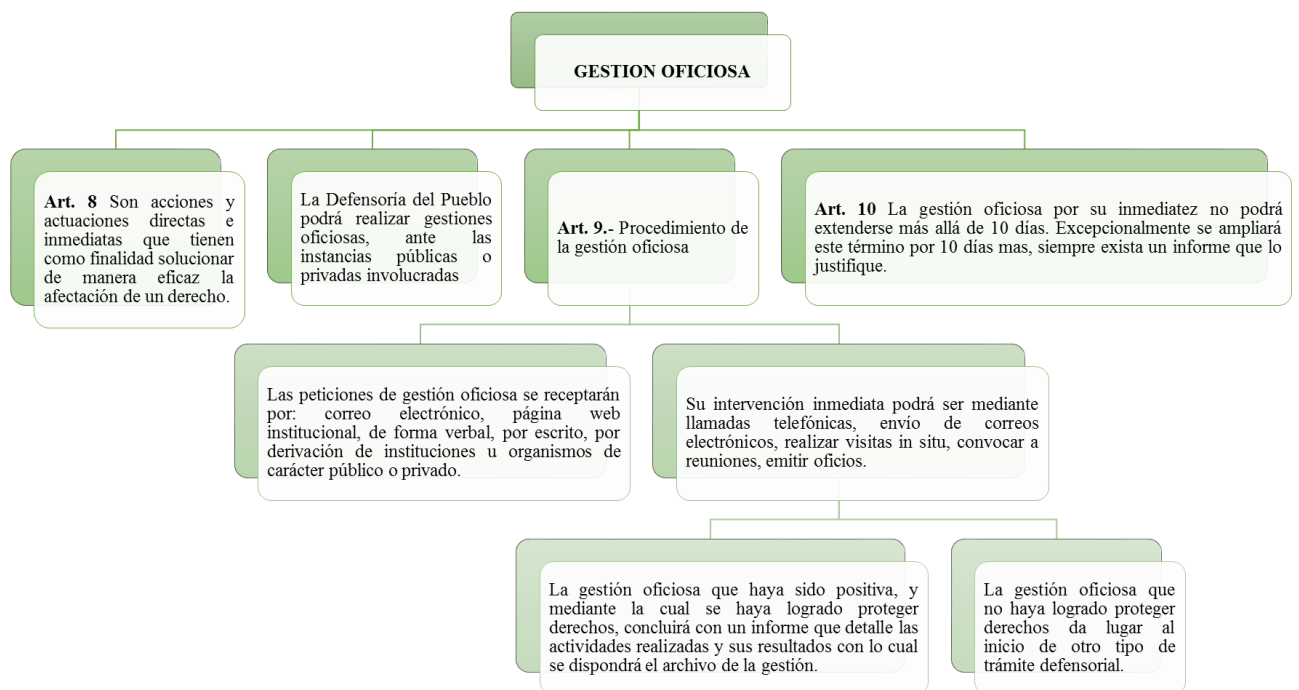 GESTION OFICIOSA
Art. 8 Son acciones y
actuaciones directas e
inmediatas que tienen
como finalidad solucionar
de manera eficaz la
afectación de un derecho.
La Defensoría del Pueblo
podrá realizar gestiones
oficiosas, ante las
instancias públicas o
privadas involucradas
Art. 9.- Procedimiento de
la gestión oficiosa
Art. 10 La gestión oficiosa por su inmediatez no podrá
extenderse más allá de 10 días. Excepcionalmente se ampliará
este término por 10 días mas, siempre exista un informe que lo
justifique.
Las peticiones de gestión oficiosa se receptarán
por: correo electrónico, página web
institucional, de forma verbal, por escrito, por
derivación de instituciones u organismos de
carácter público o privado.
Su intervención inmediata podrá ser mediante
llamadas telefónicas, envío de correos
electrónicos, realizar visitas in situ, convocar a
reuniones, emitir oficios.
La gestión oficiosa que haya sido positiva, y
mediante la cual se haya logrado proteger
derechos, concluirá con un informe que detalle las
actividades realizadas y sus resultados con lo cual
se dispondrá el archivo de la gestión.
La gestión oficiosa que
no haya logrado proteger
derechos da lugar al
inicio de otro tipo de
trámite defensorial.